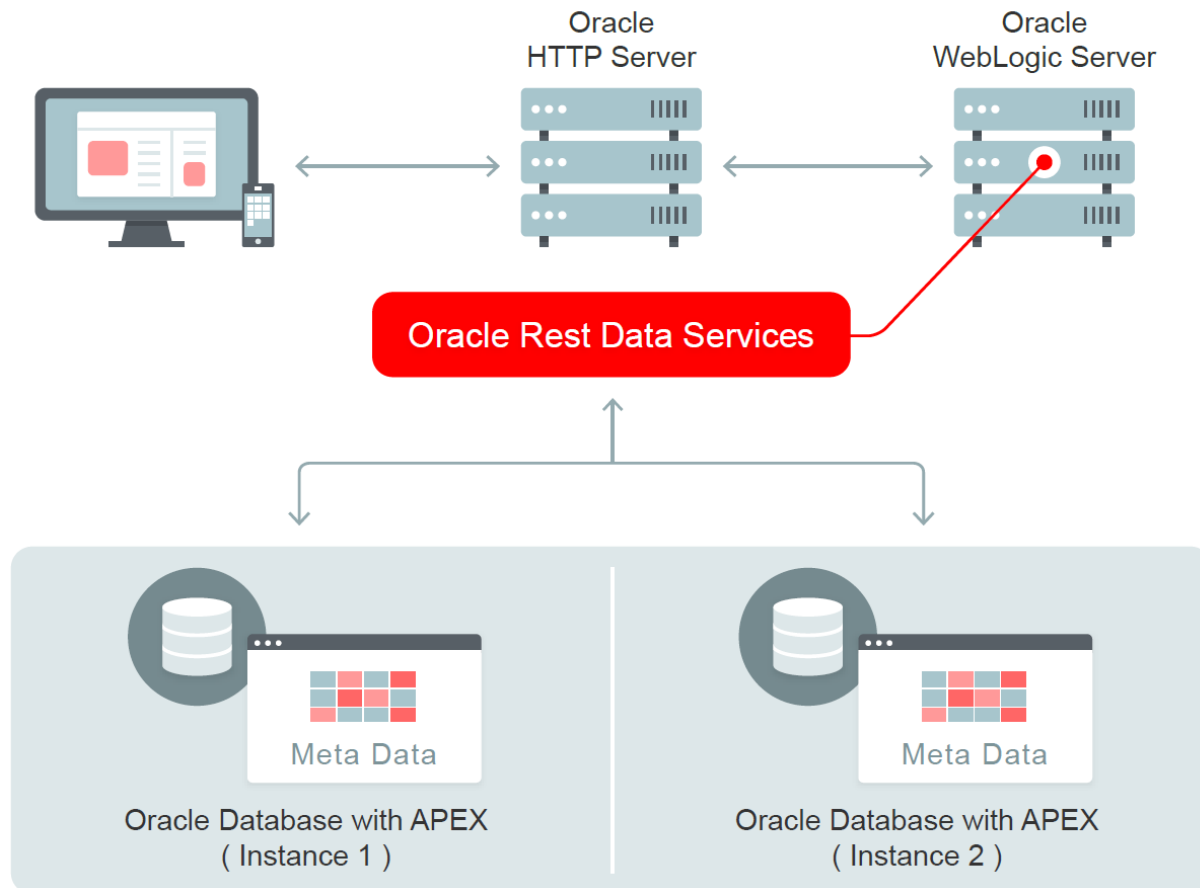 Oracle
HTTP Server
Oracle
WebLogic Server
Oracle Rest Data Services
Meta Data
Oracle Database with APEX
( Instance 1 )
Meta Data
Oracle Database with APEX
( Instance 2 )